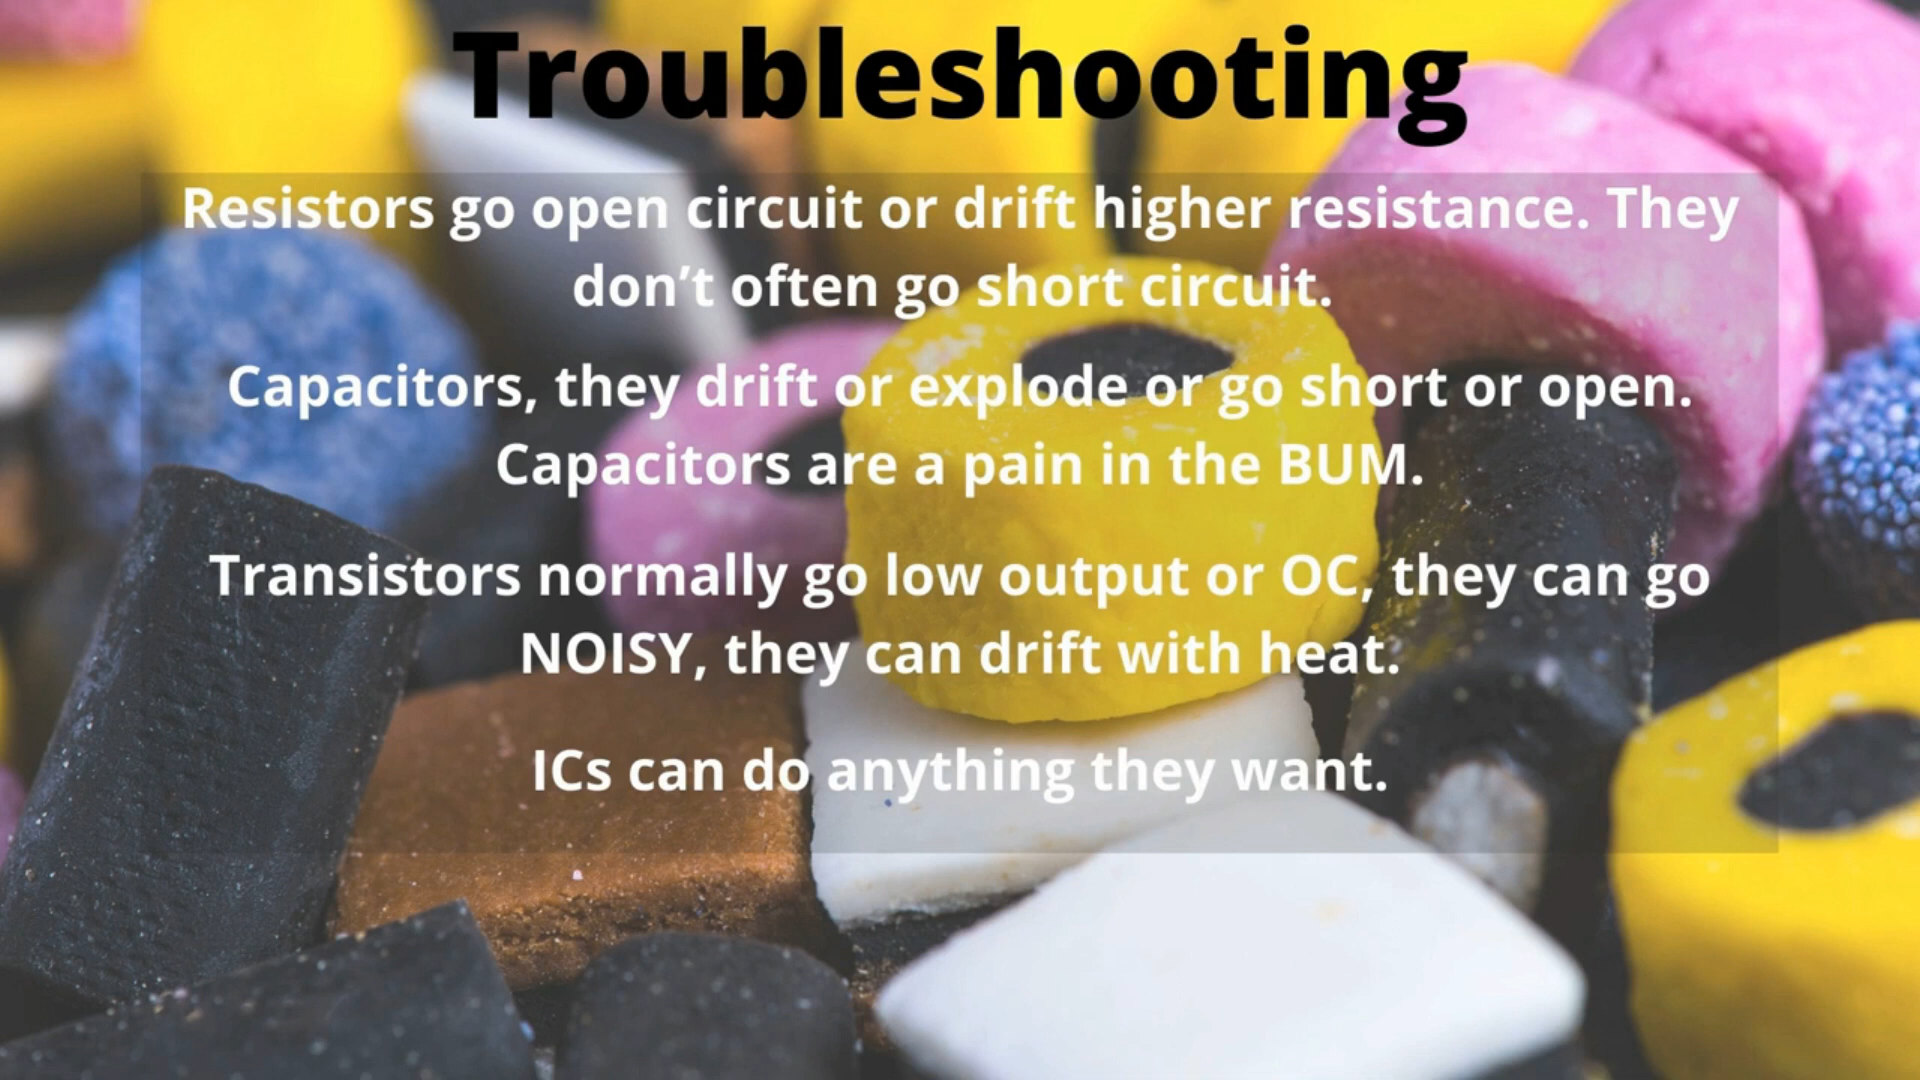 Troubleshooting
Resistors go open circuit or drift higher resistance. They
don’t often go short circuit.
Capacitors, they drift or explode or go short or open.
Capacitors are a pain in the BUM.
Transistors normally go low output or OC, they can go
NOISY, they can drift with heat.
ICs can do anything they want.